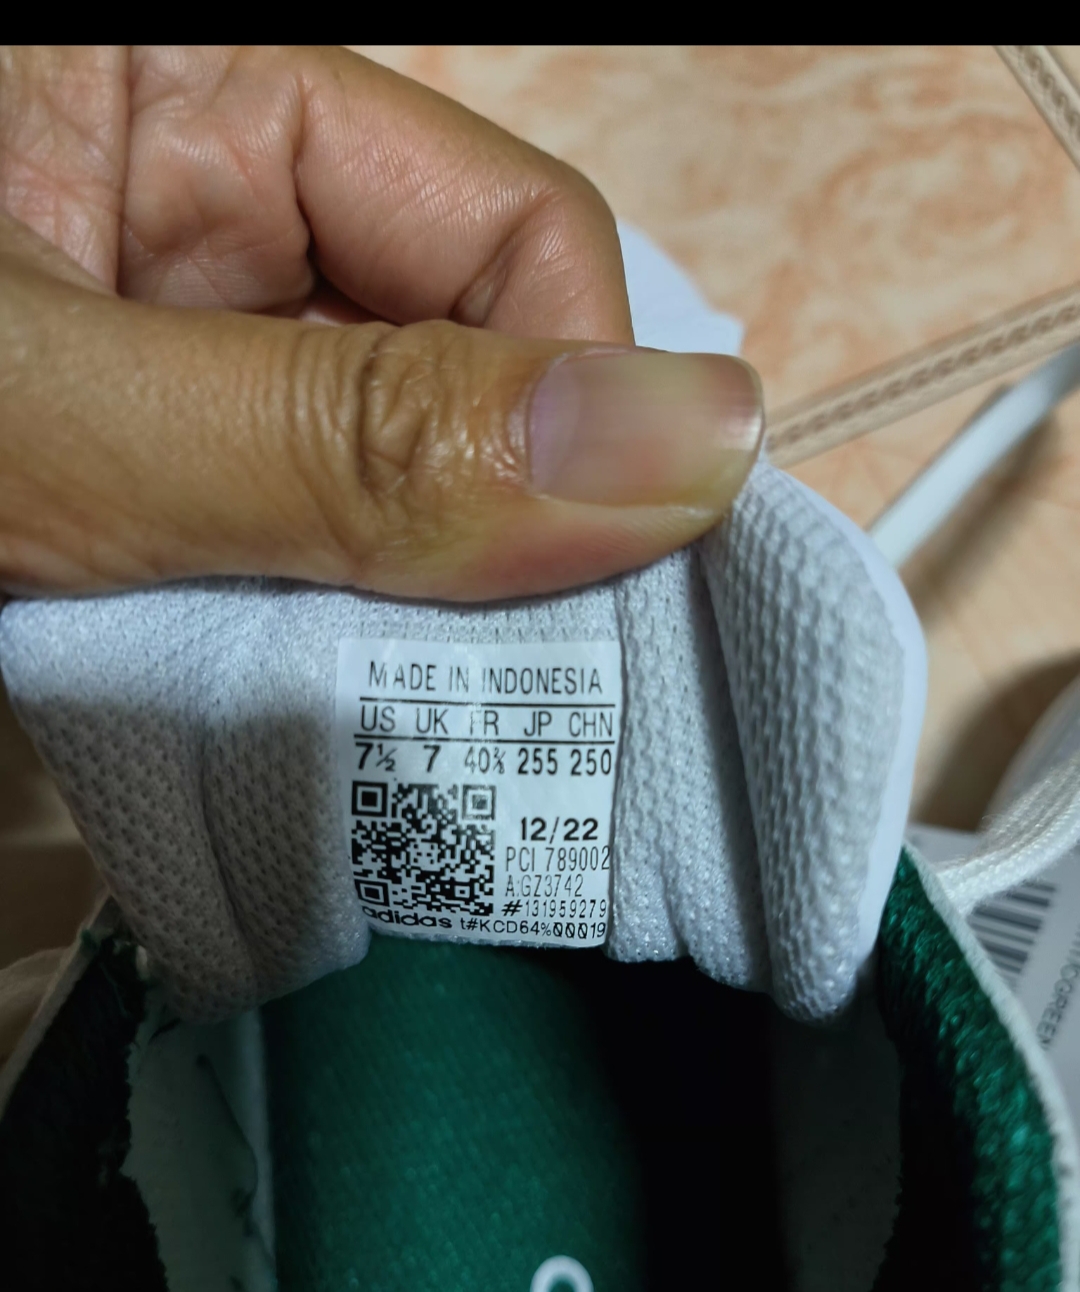 MADE IN INDONESIA
US UK FR JP CHN
7½ 7 40⅔ 255 250
12/22
PCI 789002
A:GZ3742
#131959279
adidas t#KCD64%00019